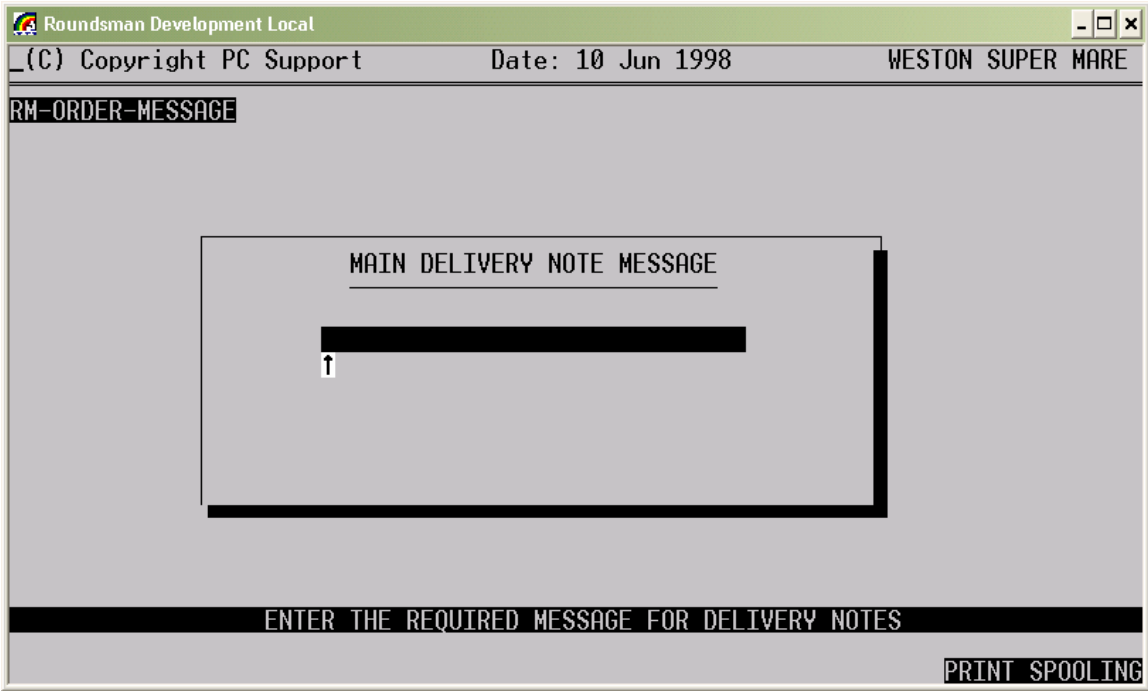 Roundsman Development Local
_(C) Copyright PC Support Date: 10 Jun 1998 WESTON SUPER MARE
RM-ORDER-MESSAGE
MAIN DELIVERY NOTE MESSAGE
↑
ENTER THE REQUIRED MESSAGE FOR DELIVERY NOTES
PRINT SPOOLING